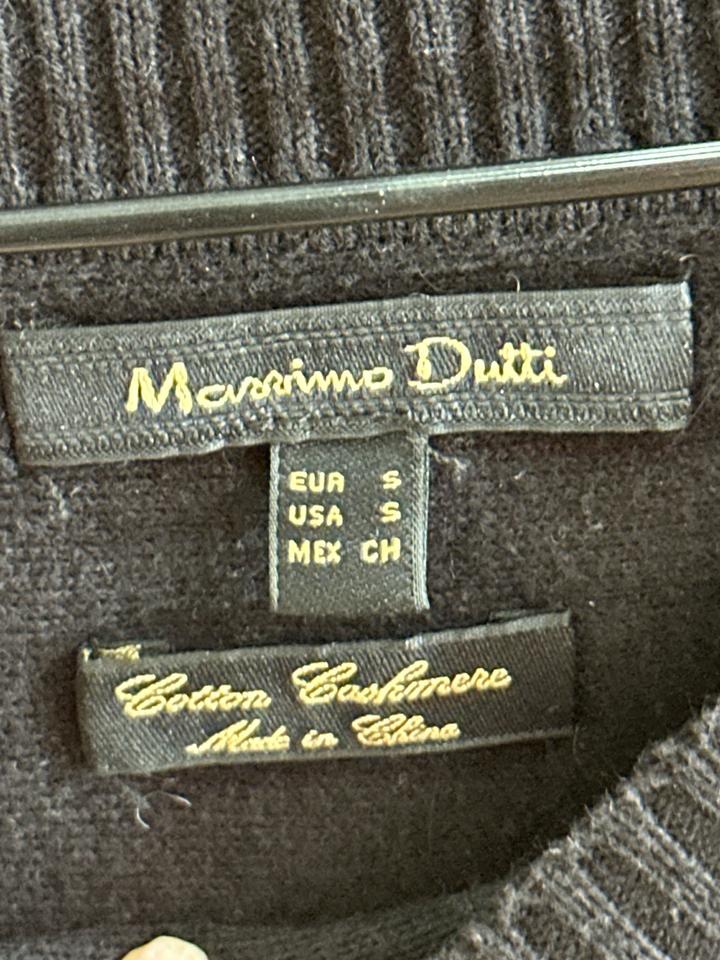 Massimo Dutti
EUR S
USA S
MEX CH
Cotton Cashmere
Made in China